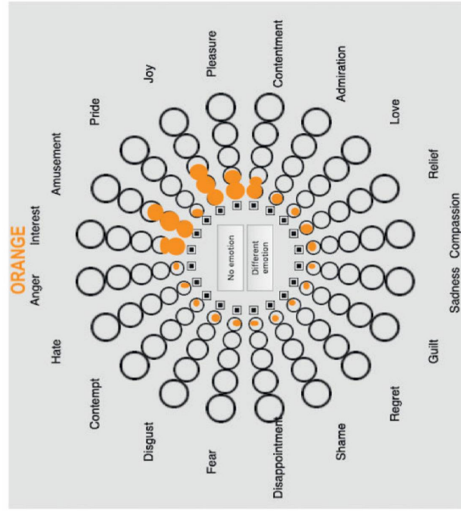 ORANGE
Anger
Interest
Hate
Amusement
Contempt
Pride
Disgust
Joy
Fear
Pleasure
No emotion
Different
emotion
Disappointment
Contentment
Shame
Admiration
Regret
Love
Guilt
Relief
Sadness
Compassion